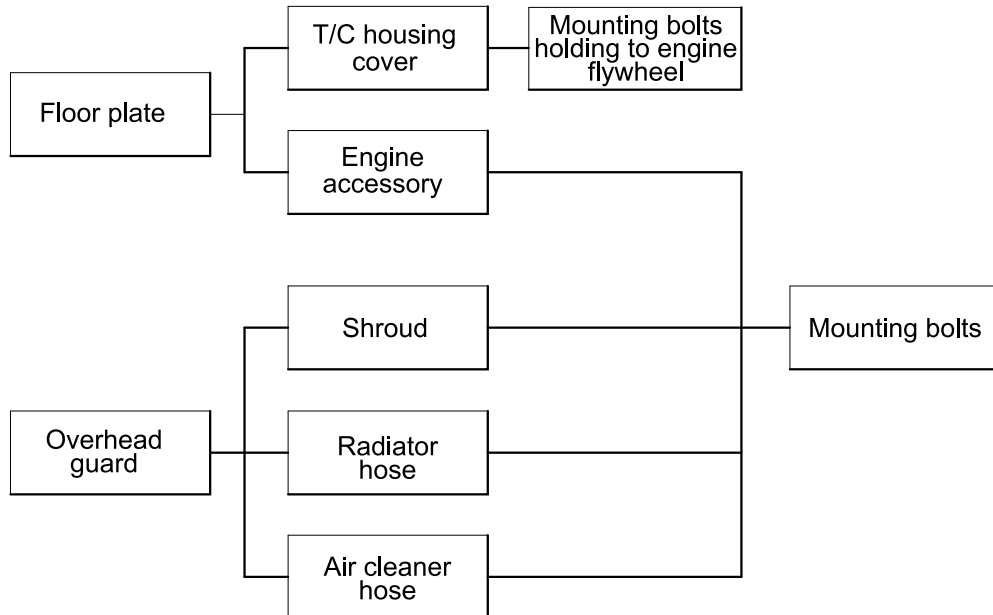 T/C housing
cover
Mounting bolts
holding to engine
flywheel
Floor plate
Engine
accessory
Shroud
Mounting bolts
Overhead
guard
Radiator
hose
Air cleaner
hose